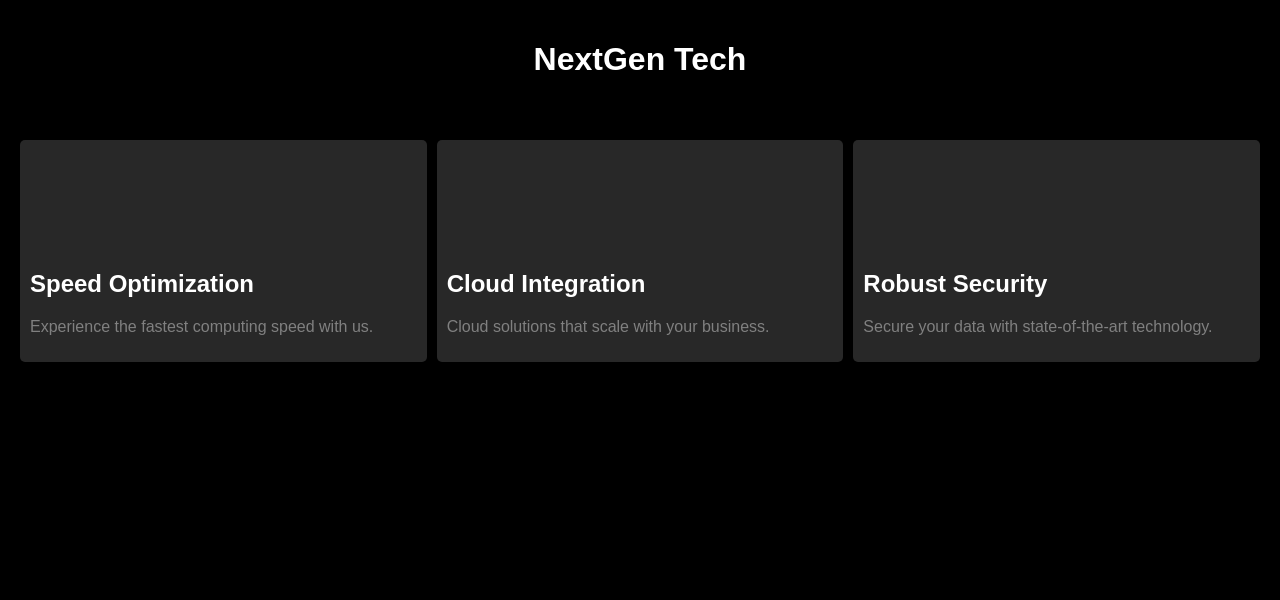 NextGen Tech
Speed Optimization
Experience the fastest computing speed with us.
Cloud Integration
Cloud solutions that scale with your business.
Robust Security
Secure your data with state-of-the-art technology.